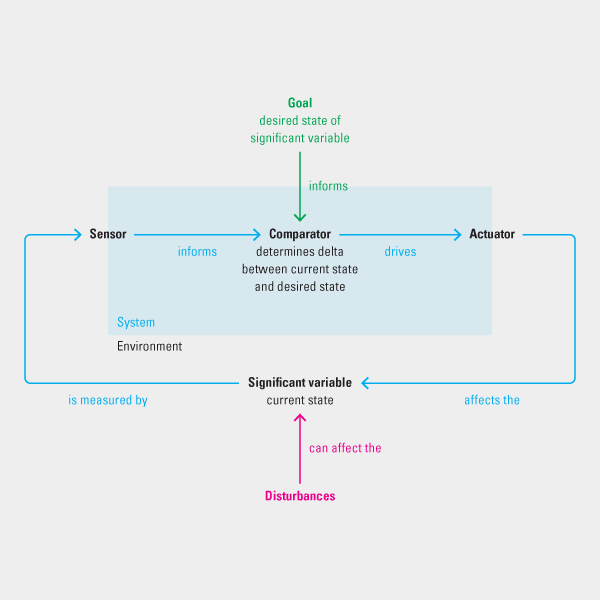 Goal
desired state of
significant variable
informs
Sensor
Comparator
Actuator
informs
determines delta
between current state
and desired state
drives
System
Environment
Significant variable
current state
is measured by
affects the
can affect the
Disturbances